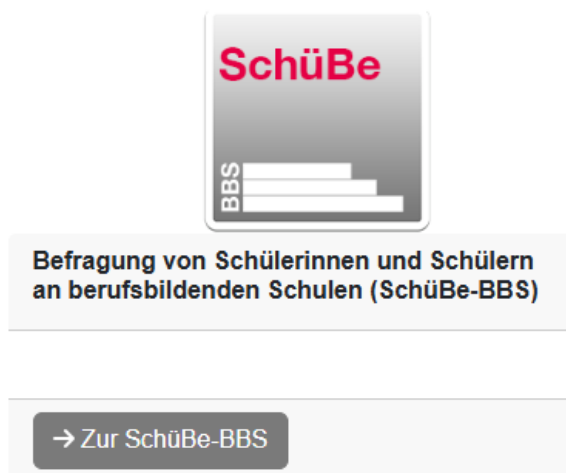 SchüBe
BBS
Befragung von Schülerinnen und Schülern
an berufsbildenden Schulen (SchüBe-BBS)
→ Zur SchüBe-BBS